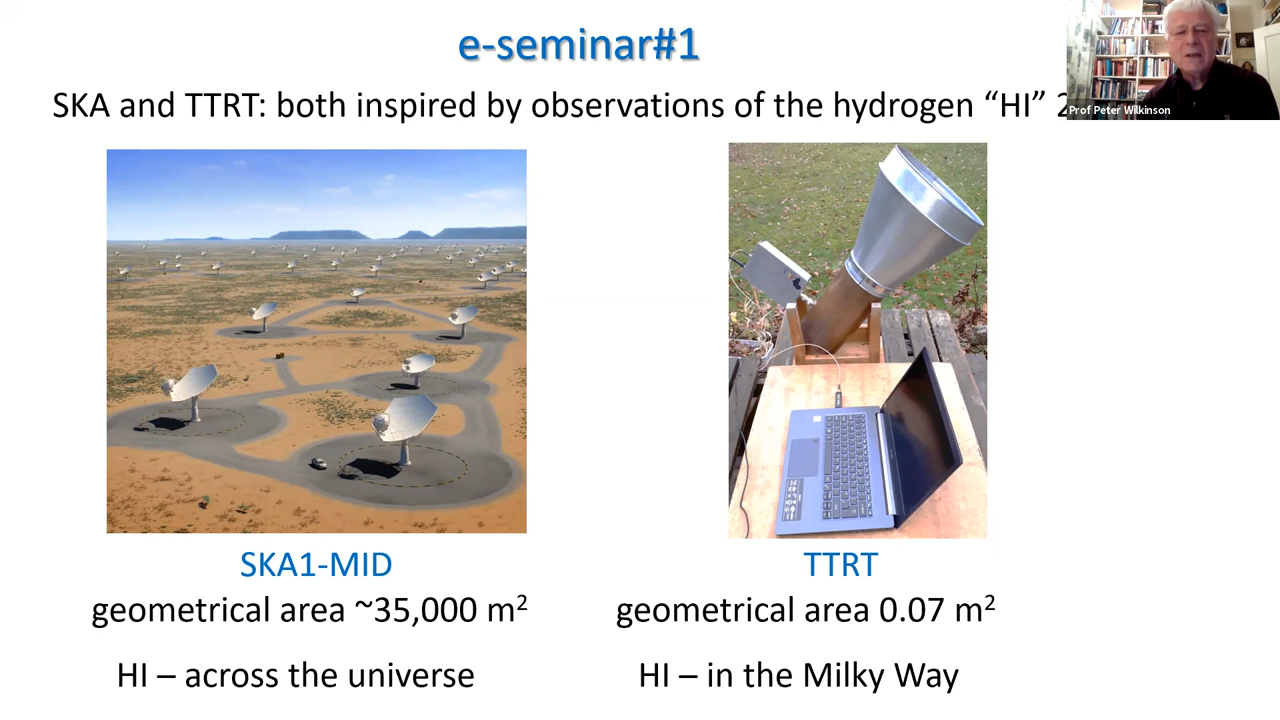 e-seminar#1
SKA and TTRT: both inspired by observations of the hydrogen “HI” 2
Prof Peter Wilkinson
SKA1-MID
geometrical area ~35,000 m²
HI – across the universe
TTRT
geometrical area 0.07 m²
HI – in the Milky Way